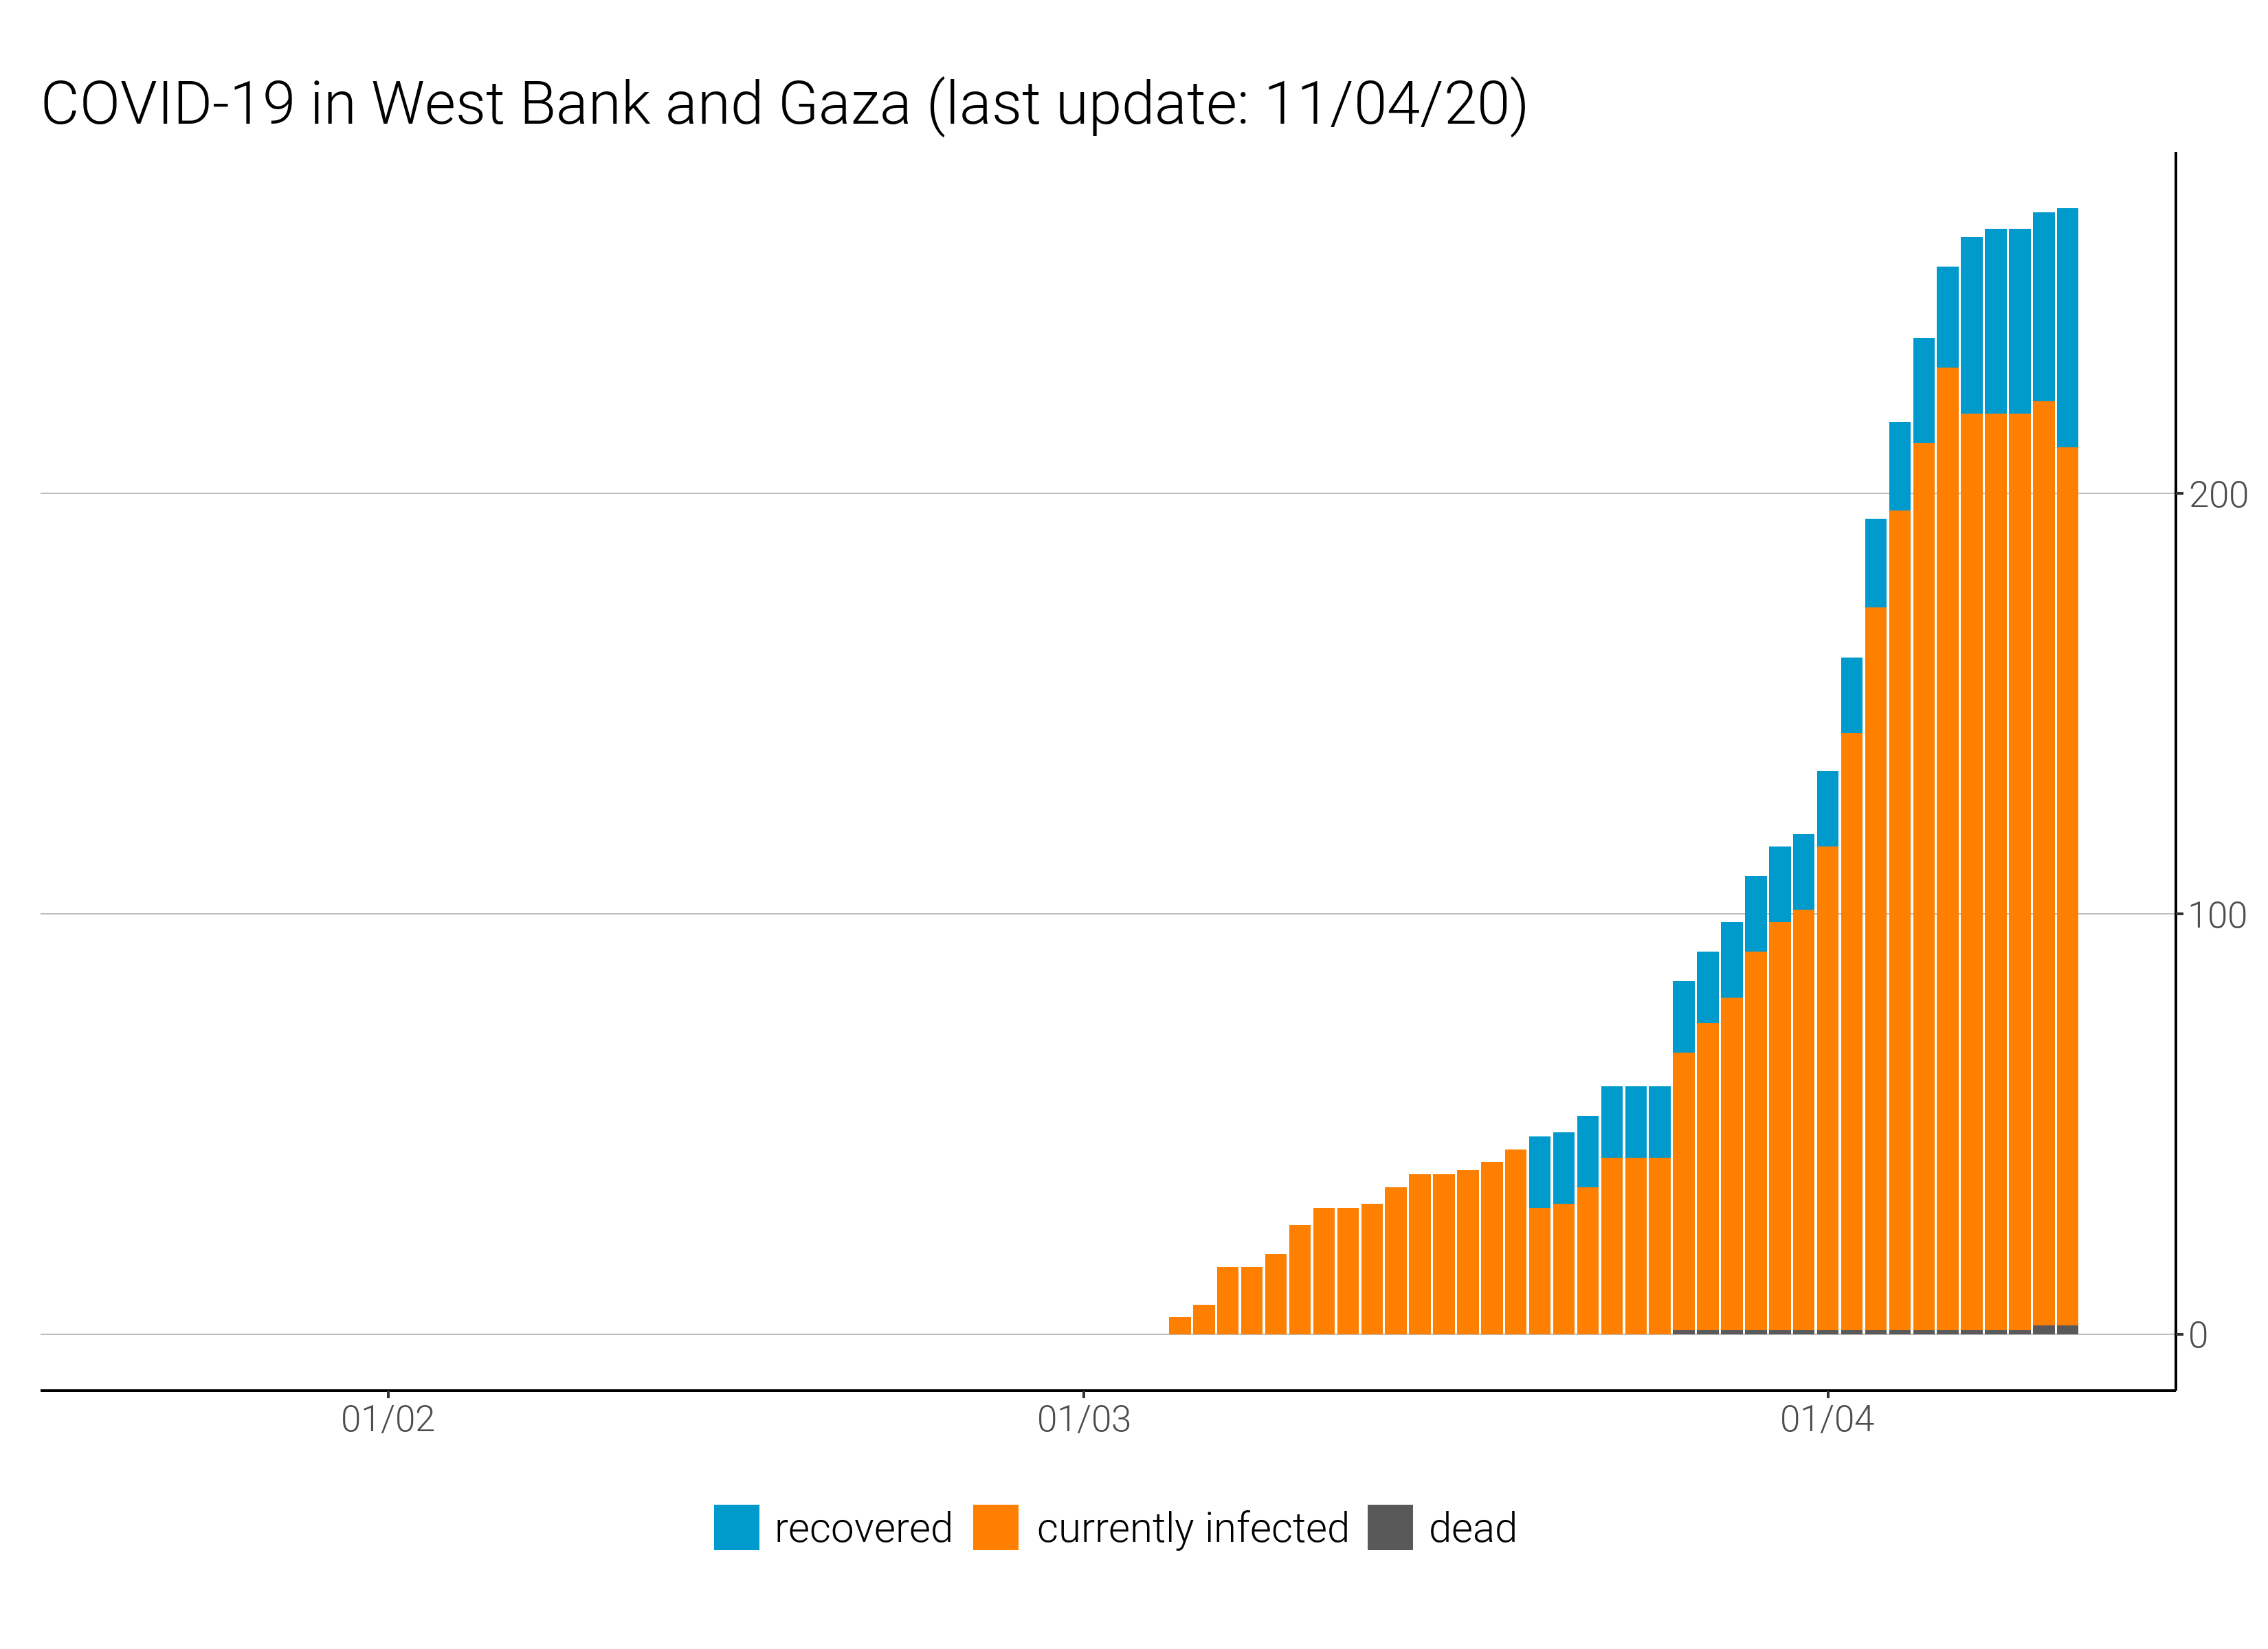 COVID-19 in West Bank and Gaza (last update: 11/04/20)
200
100
0
01/02 01/03 01/04
recovered currently infected dead